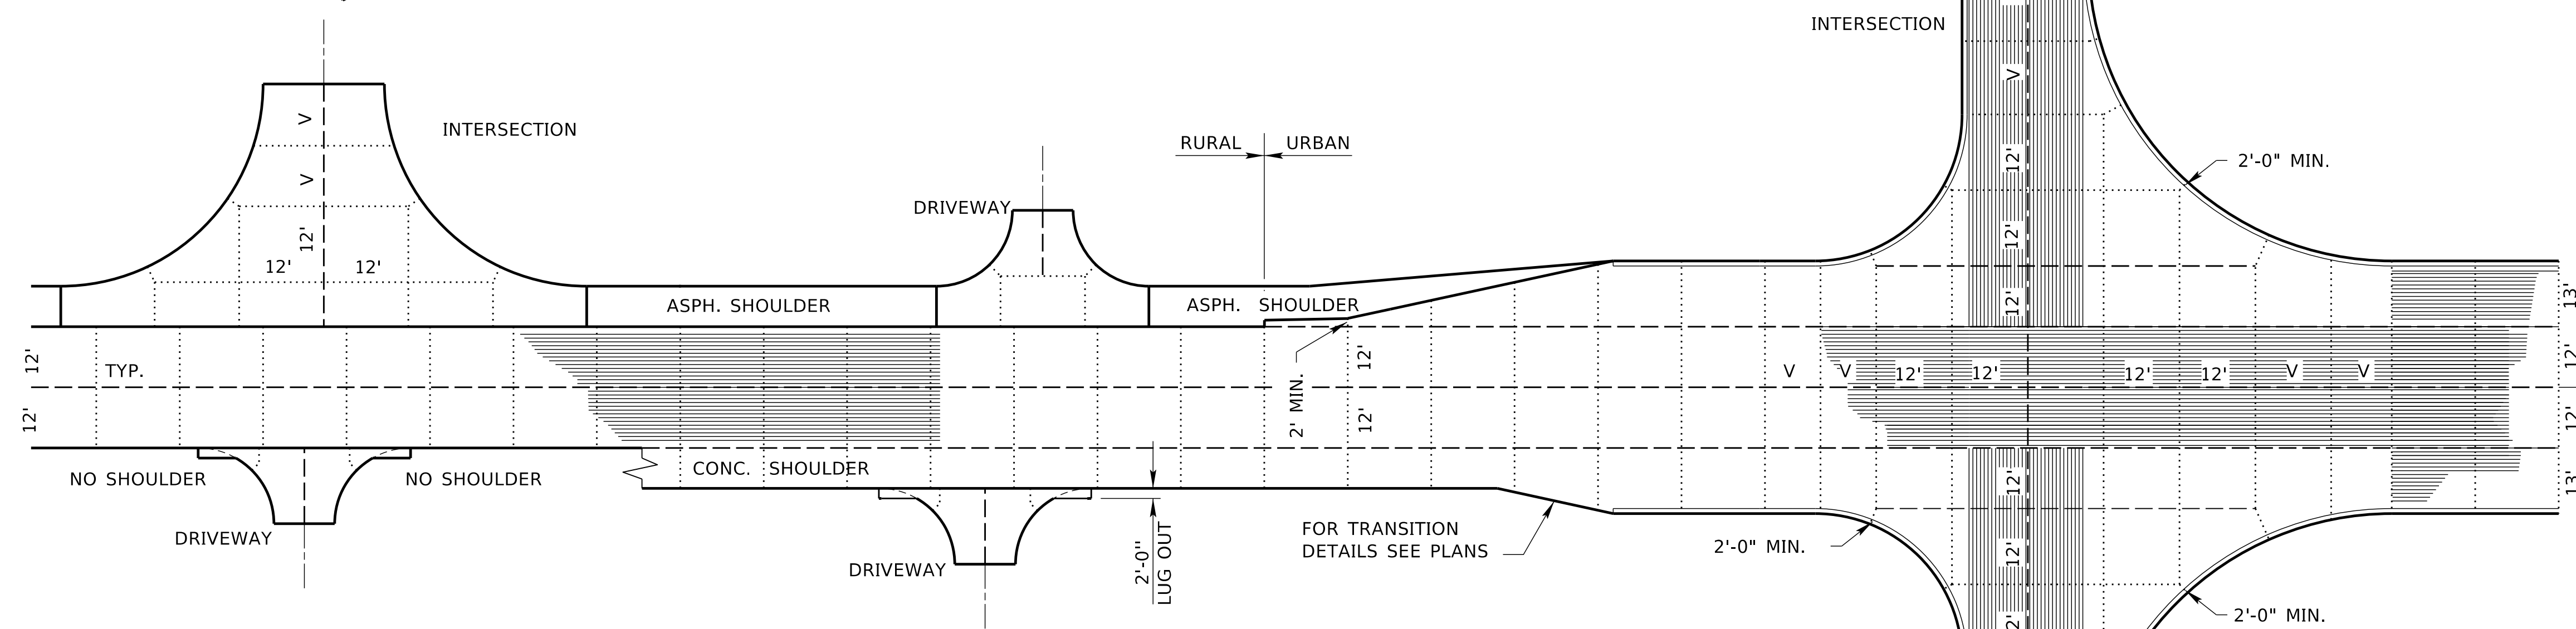 INTERSECTION
V
INTERSECTION
V
RURAL
URBAN
12'
2'-0" MIN.
V
DRIVEWAY
12'
12'
12'
12'
12'
13'
ASPH. SHOULDER
ASPH. SHOULDER
12'
12'
TYP.
12'
V
V
12'
12'
12'
12'
V
V
12'
12'
2' MIN.
12'
12'
NO SHOULDER
NO SHOULDER
CONC. SHOULDER
12'
13'
DRIVEWAY
FOR TRANSITION
DETAILS SEE PLANS
2'-0" MIN.
12'
DRIVEWAY
2'-0"
LUG OUT
2'-0" MIN.